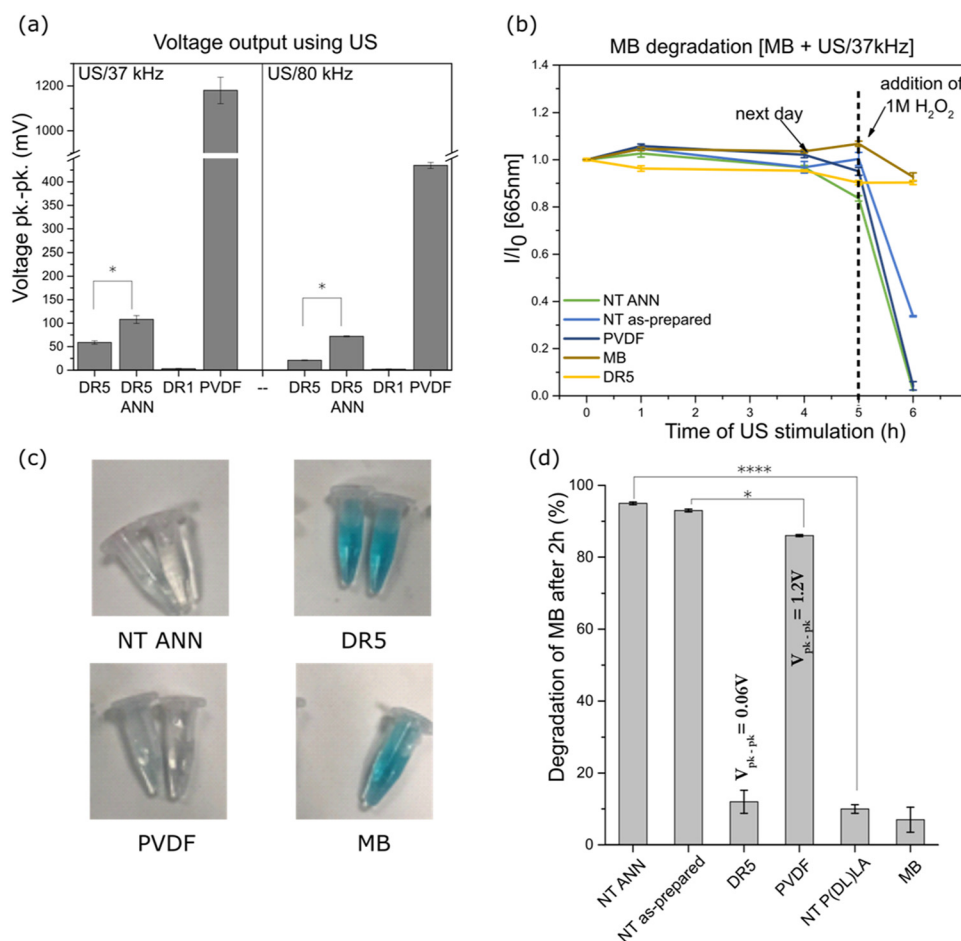 (a)
Voltage output using US
US/37 kHz
US/80 kHz
Voltage pk.-pk. (mV)
1200
1000
400
350
300
250
200
150
100
50
0
*
*
DR5 DR5 DR1 PVDF -- DR5 DR5 DR1 PVDF
ANN ANN
(b)
MB degradation [MB + US/37kHz]
I/I0 [665nm]
1.4
1.2
1.0
0.8
0.6
0.4
0.2
0.0
next day
addition of
1M H2O2
NT ANN
NT as-prepared
PVDF
MB
DR5
0 1 2 3 4 5 6
Time of US stimulation (h)
(c)
NT ANN
DR5
PVDF
MB
(d)
Degradation of MB after 2h (%)
100
80
60
40
20
0
****
*
Vpk - pk = 0.06V
Vpk - pk = 1.2V
NT ANN
NT as-prepared
DR5
PVDF
NT P(DL)LA
MB